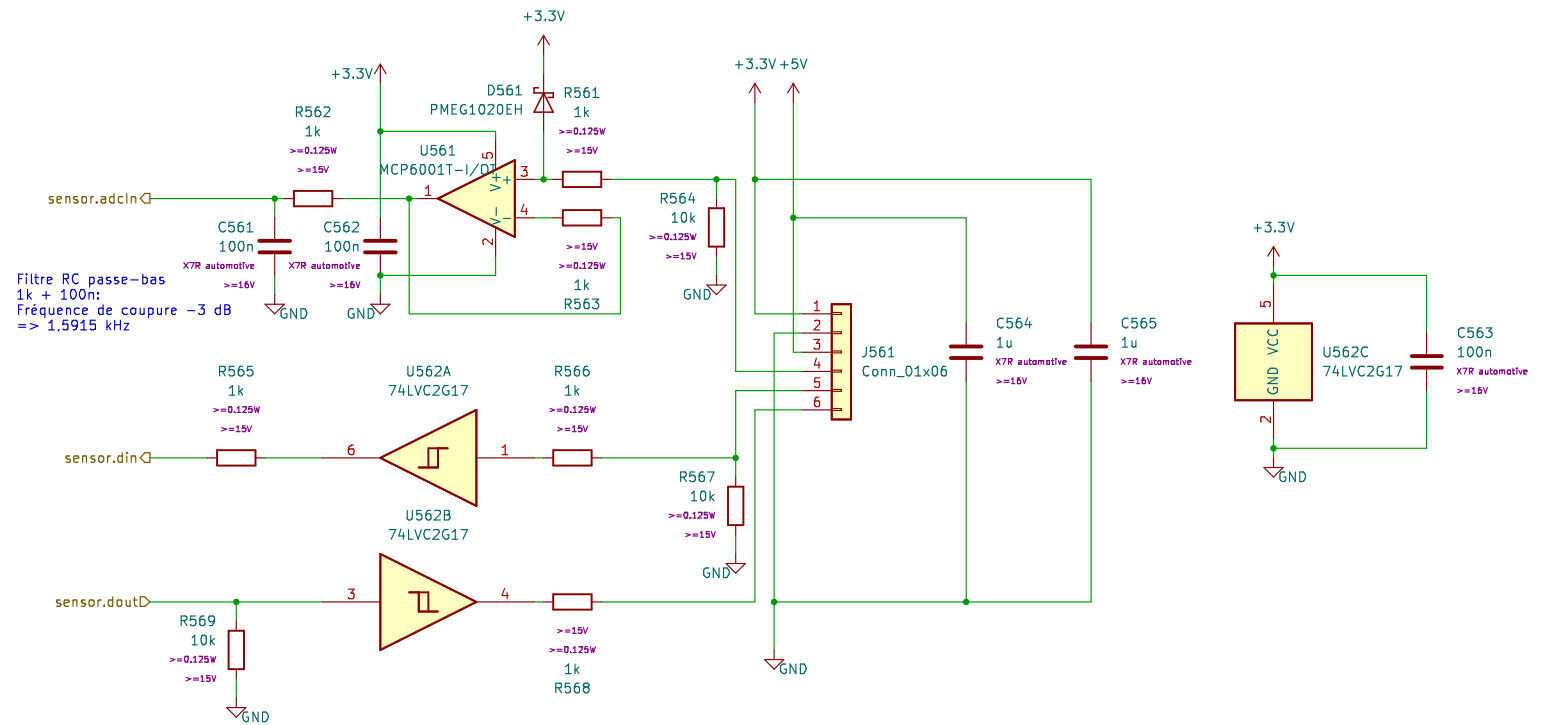 +3.3V
+3.3V
+3.3V
+5V
D561
PMEG1020EH
R561
1k
>=0.125W
>=15V
R562
1k
>=0.125W
>=15V
U561
MCP6001T-I/OT
5
V+
+
3
1
V-
-
4
2
sensor.adcIn
R564
10k
>=0.125W
>=15V
GND
C561
100n
X7R automotive
>=16V
GND
C562
100n
X7R automotive
>=16V
GND
>=15V
>=0.125W
1k
R563
Filtre RC passe-bas
1k + 100n:
Fréquence de coupure -3 dB
=> 1,5915 kHz
1
2
3
4
5
6
J561
Conn_01x06
C564
1u
X7R automotive
>=16V
C565
1u
X7R automotive
>=16V
+3.3V
5
VCC
GND
2
U562C
74LVC2G17
C563
100n
X7R automotive
>=16V
GND
R565
1k
>=0.125W
>=15V
U562A
74LVC2G17
R566
1k
>=0.125W
>=15V
sensor.din
6
1
R567
10k
>=0.125W
>=15V
GND
U562B
74LVC2G17
sensor.dout
3
4
R569
10k
>=0.125W
>=15V
GND
>=15V
>=0.125W
1k
R568
GND